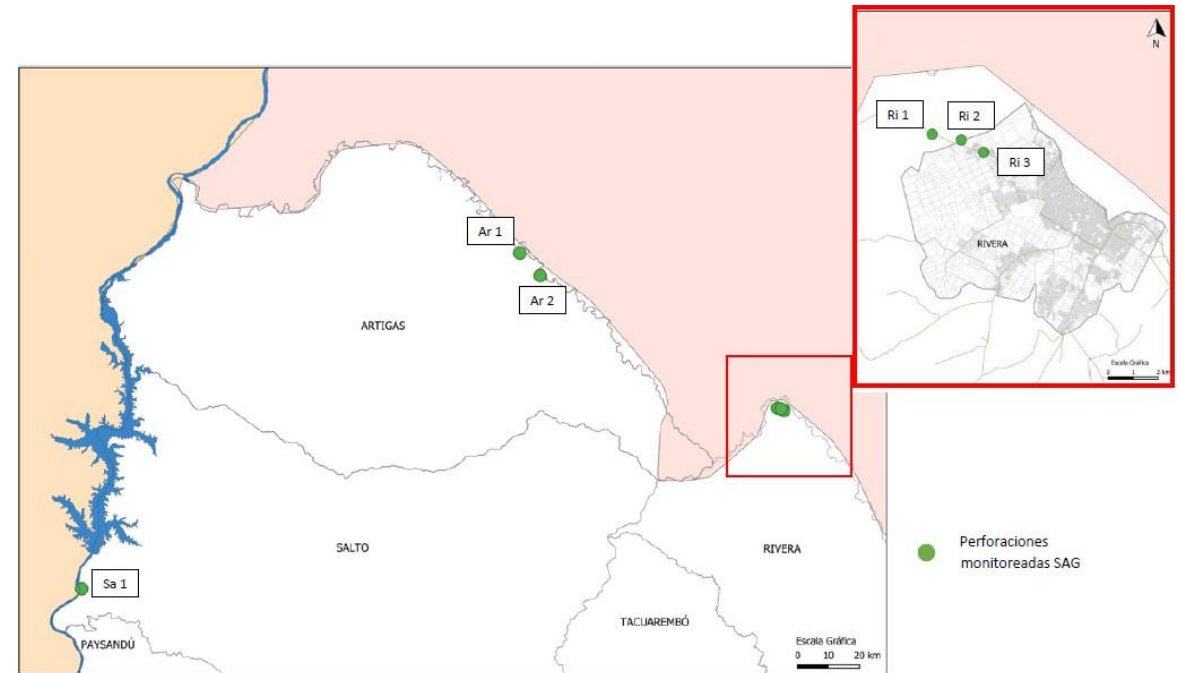 N
Ri 1
Ri 2
Ri 3
RIVERA
Escala Gráfica
0 1 2 km
Ar 1
Ar 2
ARTIGAS
SALTO
RIVERA
Sa 1
TACUAREMBÓ
PAYSANDÚ
Escala Gráfica
0 10 20 km
Perforaciones
monitoreadas SAG